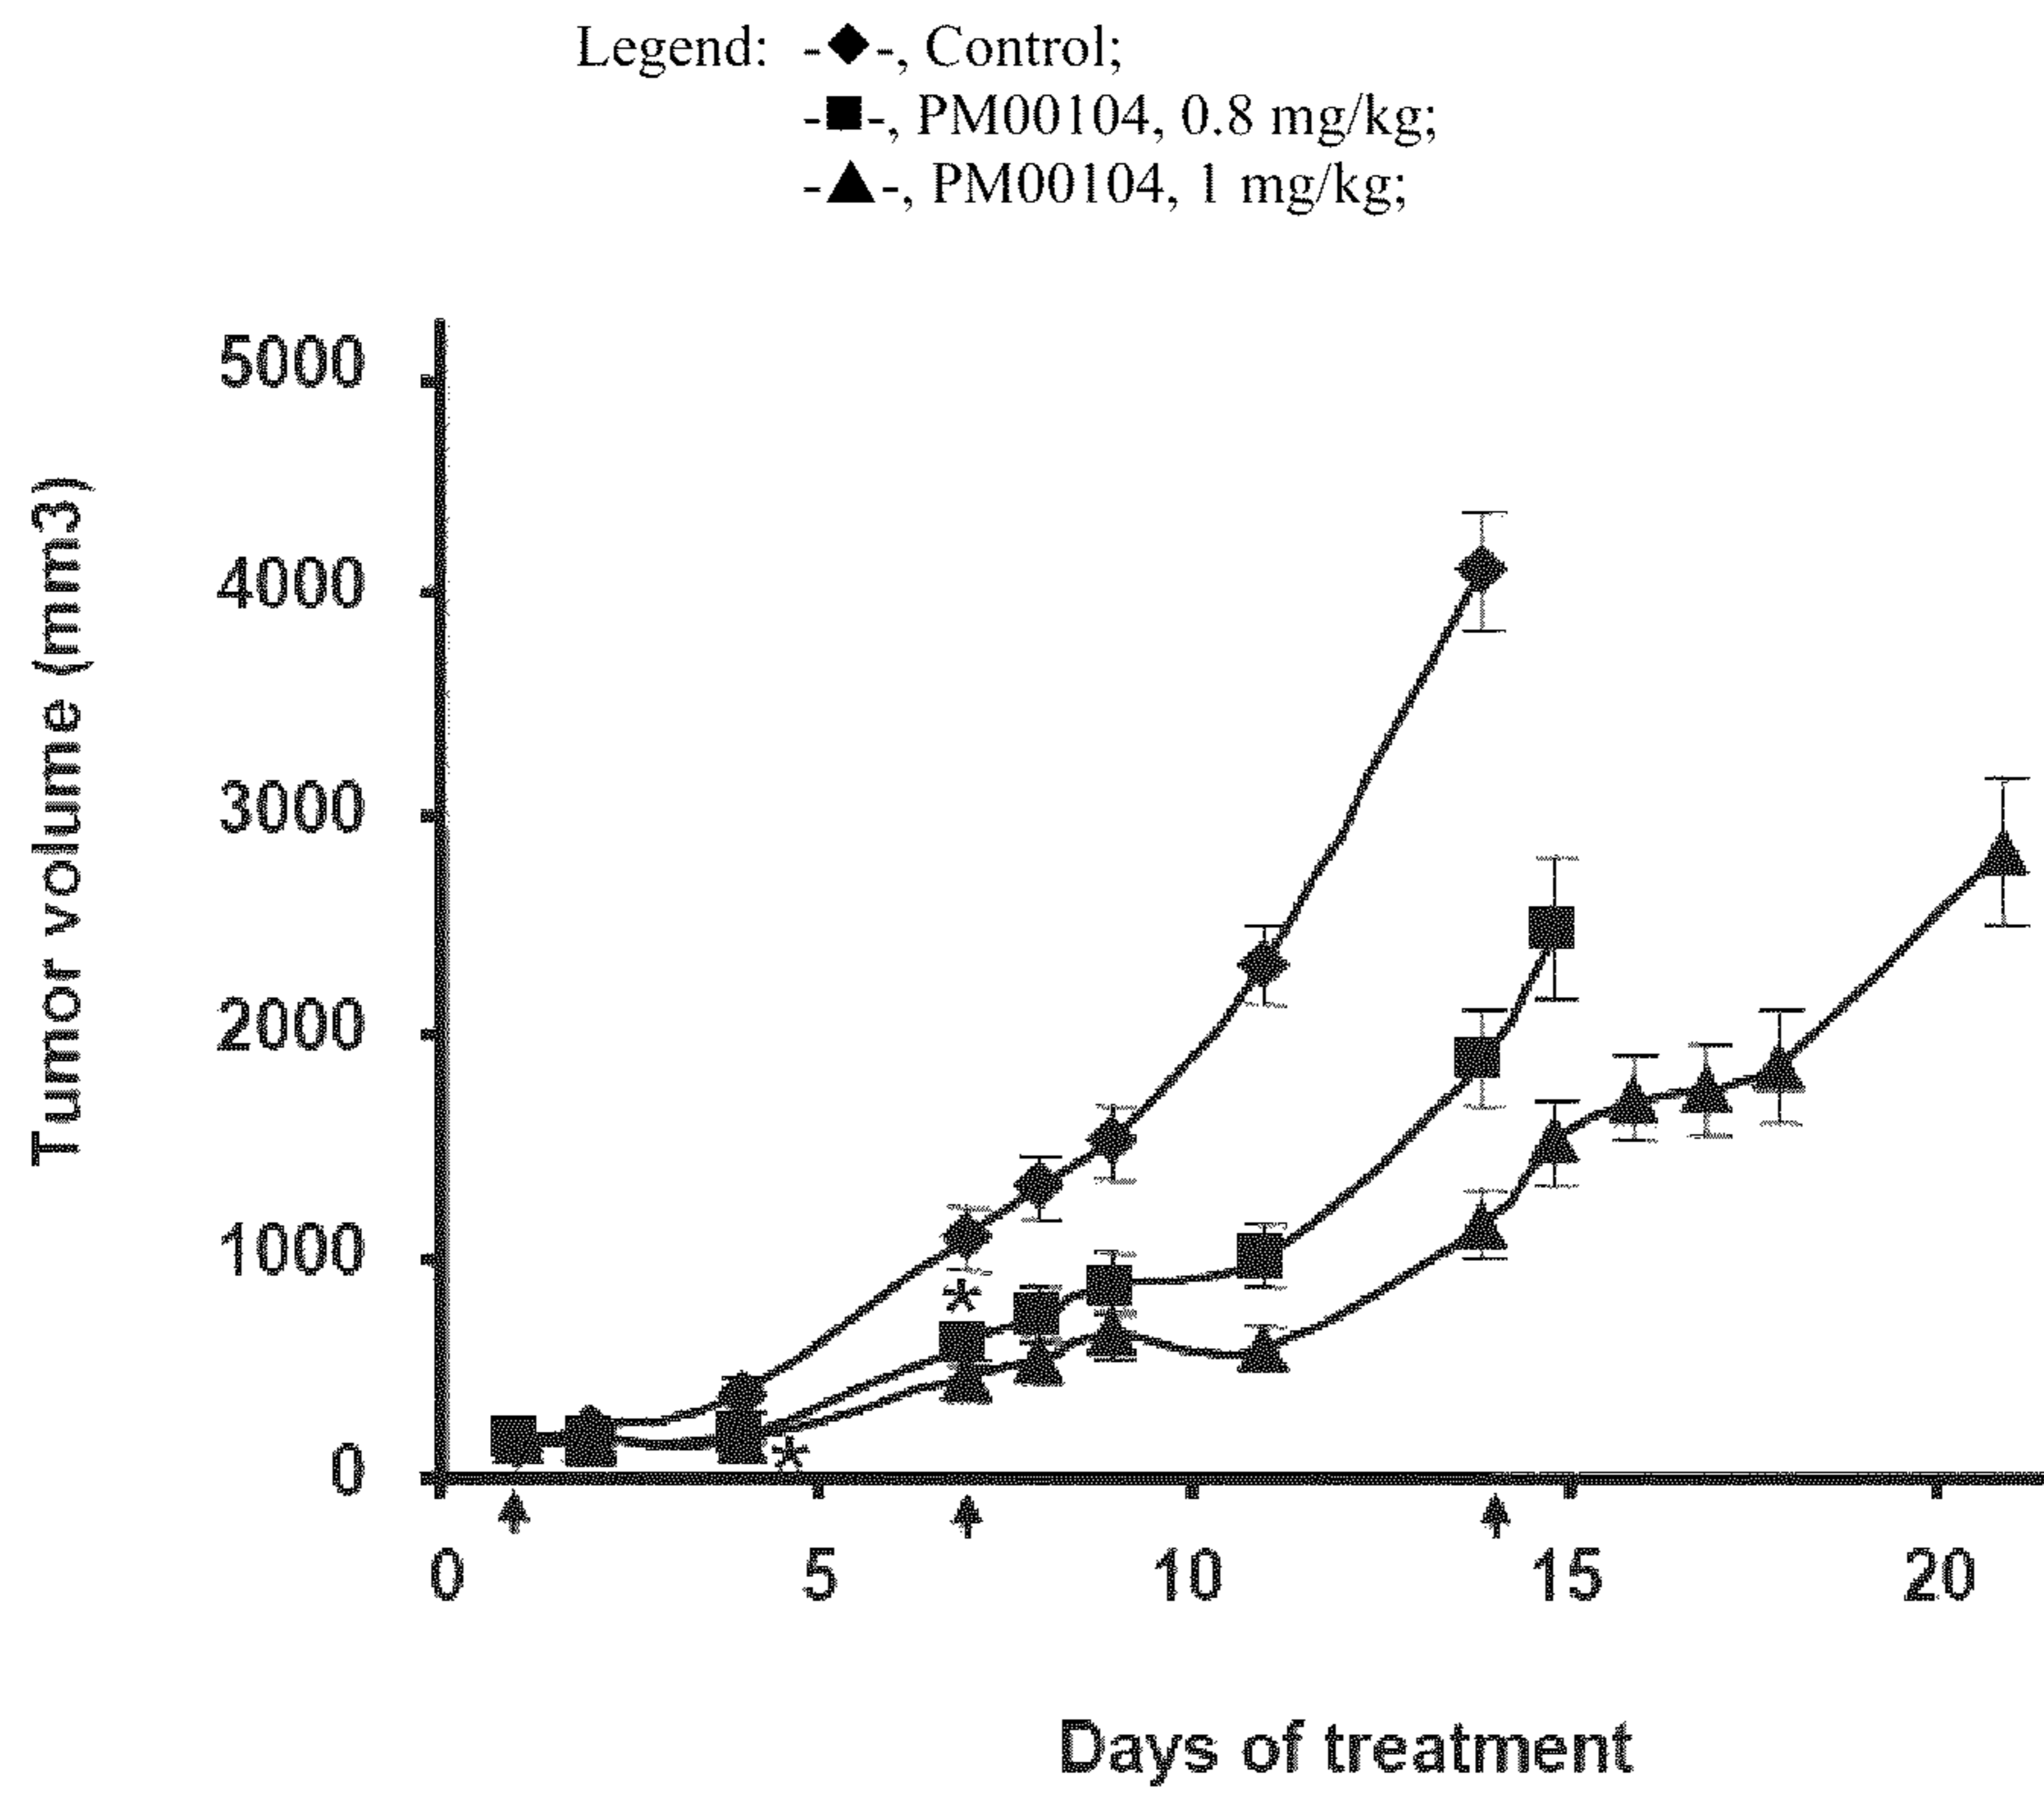 Legend: -◆-, Control;
-■-, PM00104, 0.8 mg/kg;
-▲-, PM00104, 1 mg/kg;
5000
4000
3000
2000
1000
0
Tumor volume (mm3)
*
*
0 5 10 15 20
Days of treatment